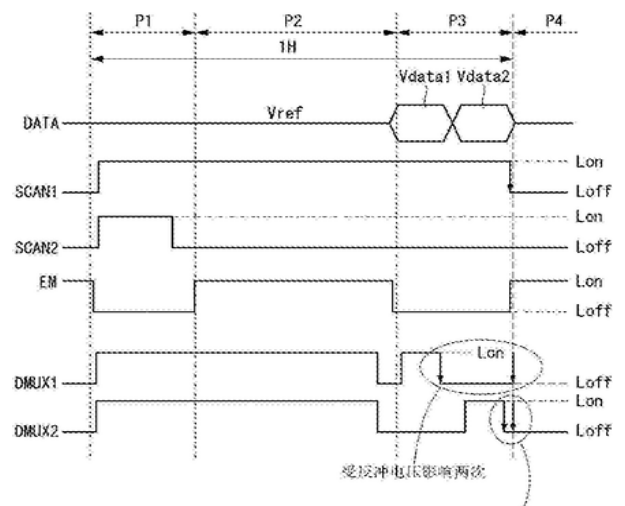 P1 P2 P3 P4
1H
Vdata1 Vdata2
DATA Vref
Lon
SCAN1 Loff
Lon
SCAN2 Loff
EM Lon
Loff
Lon
DMUX1 Loff
Lon
DMUX2 Loff
受反冲电压影响两次